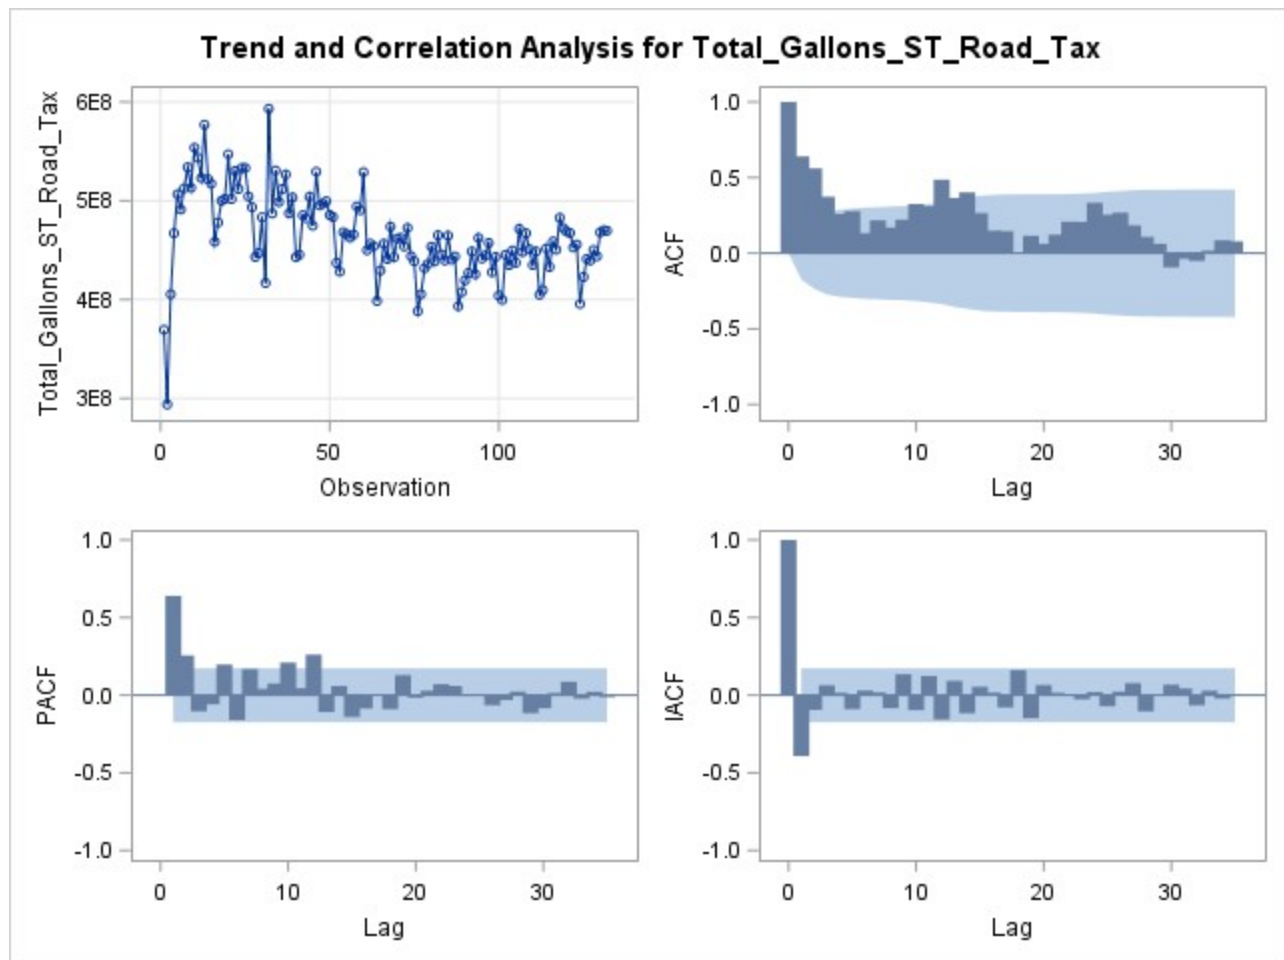 Trend and Correlation Analysis for Total_Gallons_ST_Road_Tax
Total_Gallons_ST_Road_Tax
6E8
5E8
4E8
3E8
0
50
100
Observation
ACF
1.0
0.5
0.0
-0.5
-1.0
0
10
20
30
Lag
PACF
1.0
0.5
0.0
-0.5
-1.0
0
10
20
30
Lag
IACF
1.0
0.5
0.0
-0.5
-1.0
0
10
20
30
Lag